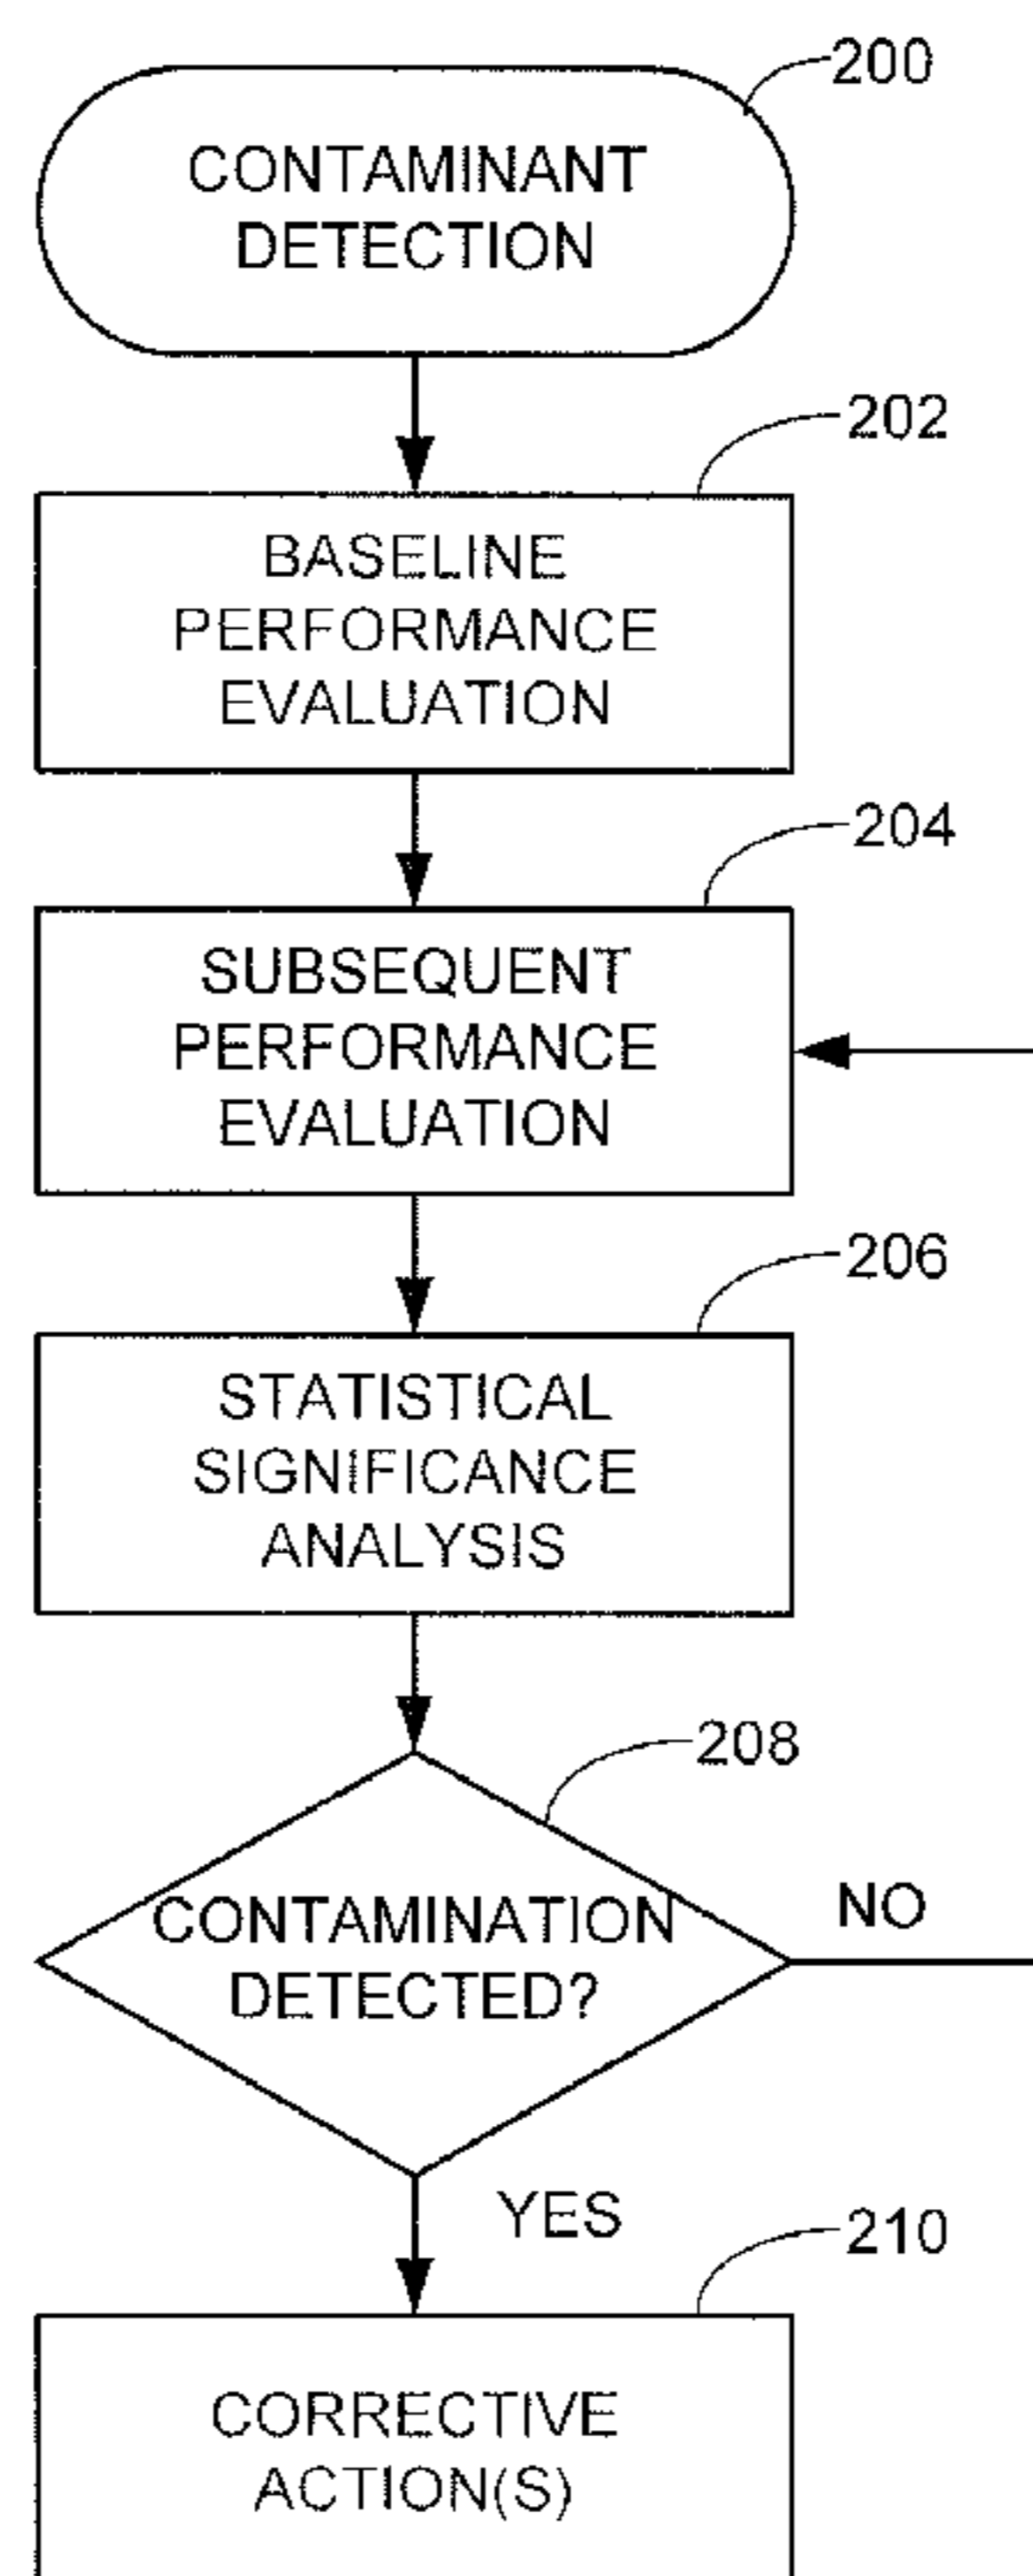 200
CONTAMINANT
DETECTION
202
BASELINE
PERFORMANCE
EVALUATION
204
SUBSEQUENT
PERFORMANCE
EVALUATION
206
STATISTICAL
SIGNIFICANCE
ANALYSIS
208
CONTAMINATION
DETECTED?
NO
YES
210
CORRECTIVE
ACTION(S)